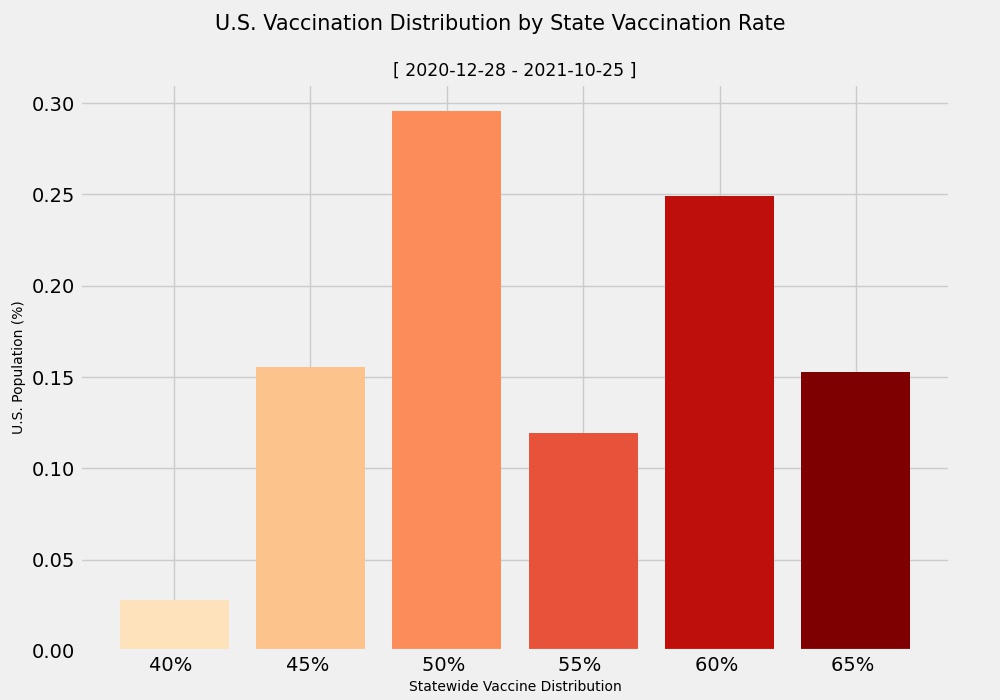 U.S. Vaccination Distribution by State Vaccination Rate
[ 2020-12-28 - 2021-10-25 ]
0.30
0.25
0.20
0.15
0.10
0.05
0.00
U.S. Population (%)
40% 45% 50% 55% 60% 65%
Statewide Vaccine Distribution